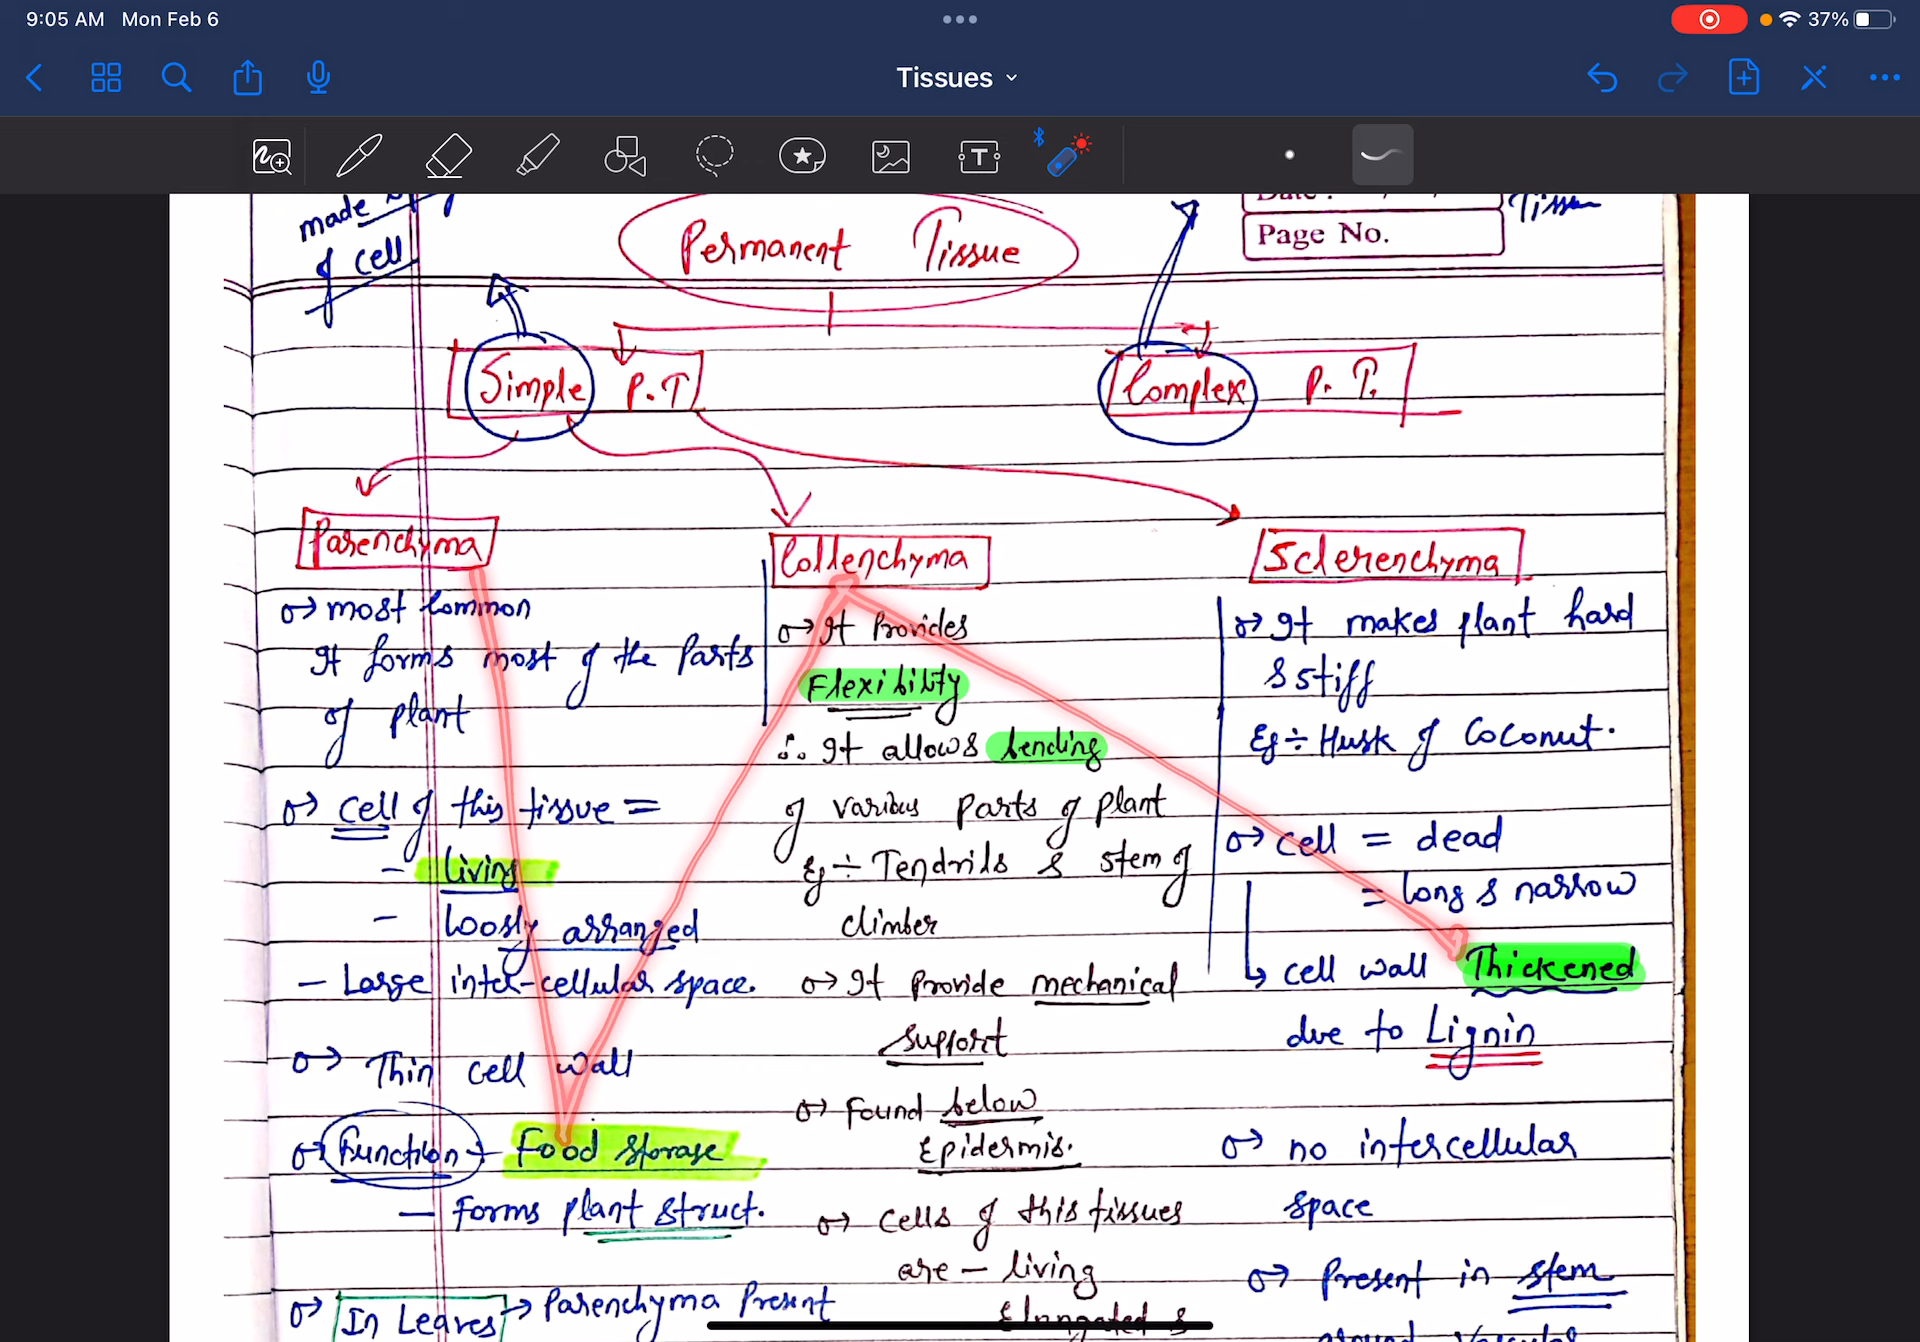 9:05 AM Mon Feb 6
37%
Tissues
made
of cell
Permanent Tissue
Page No.
Tissue
Simple P.T
Complex P.T.
Parenchyma
→ most common
It forms most of the Parts
of plant
→ cell of this tissue =
- living
- loosly arranged
- Large inter-cellular space.
→ Thin cell wall
→ Function → Food storage
- forms plant struct.
→ In Leaves → Parenchyma Present
Collenchyma
→ It Provides
Flexibility
∴ It allows bending
of various parts of plant
Eg ÷ Tendrils & stem of
climber
→ It Provide mechanical
support
→ Found below
Epidermis.
→ cells of this tissues
are - living
Elongated &
Sclerenchyma
→ It makes plant hard
& stiff
Eg ÷ Husk of Coconut.
→ cell = dead
= long & narrow
↳ cell wall Thickened
due to Lignin
→ no intercellular
space
→ Present in stem
around vascular